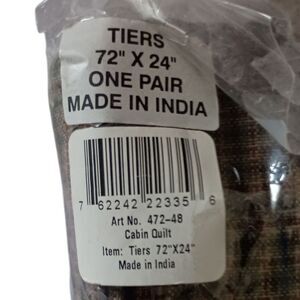 TIERS
72" X 24"
ONE PAIR
MADE IN INDIA
7 62242 22335 6
Art No. 472-48
Cabin Quilt
Item: Tiers 72"X24"
Made in India